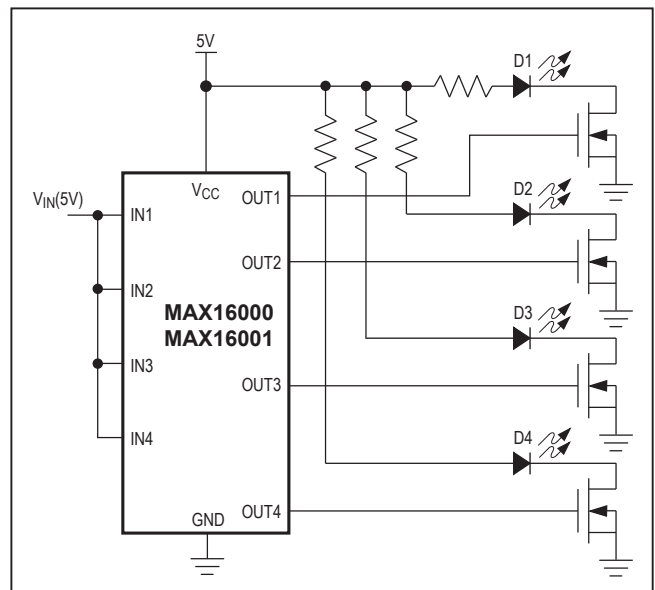 5V
D1
VCC
OUT1
VIN(5V)
IN1
D2
OUT2
IN2
MAX16000
MAX16001
D3
IN3
OUT3
IN4
D4
GND
OUT4